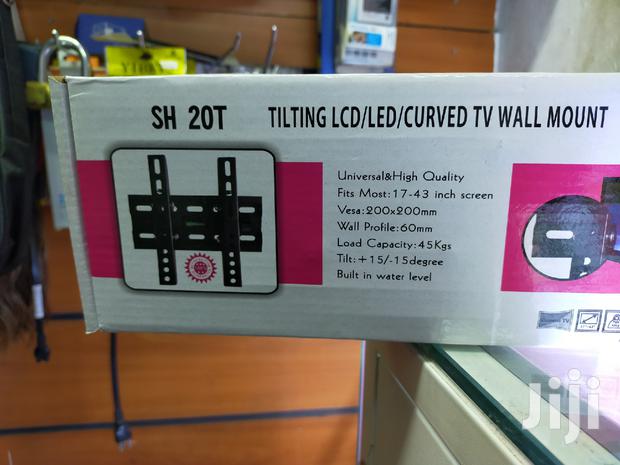 SH 20T
TILTING LCD/LED/CURVED TV WALL MOUNT
Universal&High Quality
Fits Most:17-43 inch screen
Vesa:200x200mm
Wall Profile:60mm
Load Capacity:45Kgs
Tilt:+15/-15degree
Built in water level
Jiji